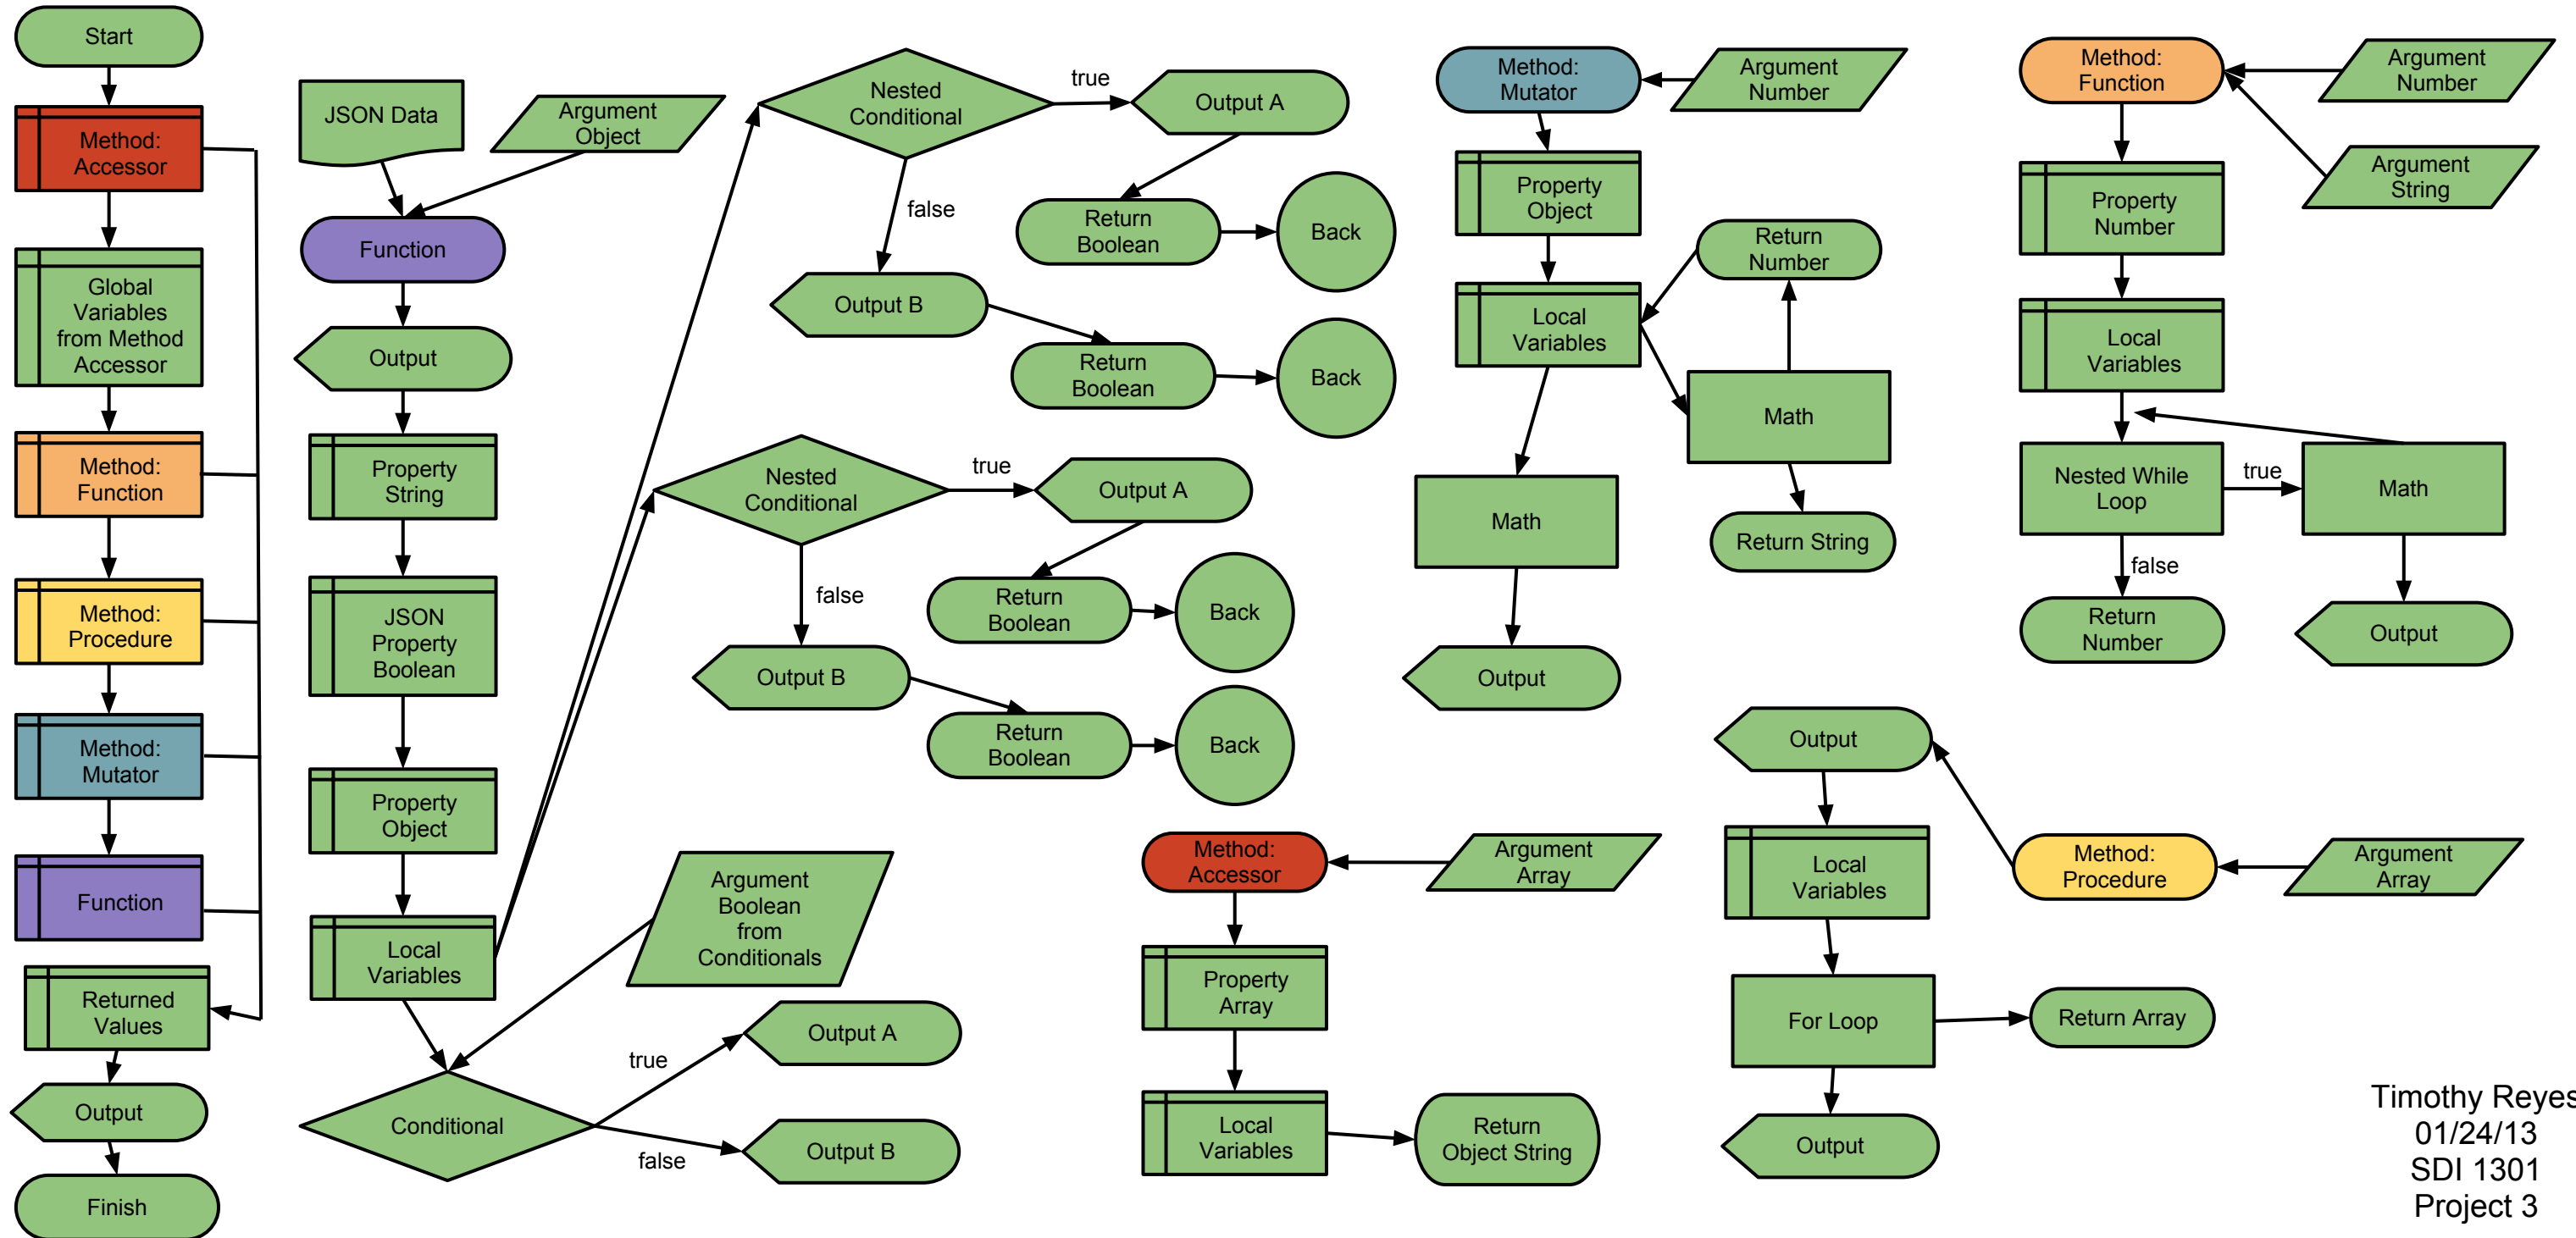 Start
Method:
Accessor
Global
Variables
from Method
Accessor
Method:
Function
Method:
Procedure
Method:
Mutator
Function
Returned
Values
Output
Finish
JSON Data
Argument
Object
Function
Output
Property
String
JSON
Property
Boolean
Property
Object
Local
Variables
Argument
Boolean
from
Conditionals
Conditional
true
Output A
false
Output B
Nested
Conditional
true
Output A
Return
Boolean
Back
false
Output B
Return
Boolean
Back
Nested
Conditional
true
Output A
Return
Boolean
Back
false
Output B
Return
Boolean
Back
Method:
Mutator
Argument
Number
Property
Object
Local
Variables
Return
Number
Math
Return String
Math
Output
Method:
Function
Argument
Number
Argument
String
Property
Number
Local
Variables
Nested While
Loop
true
Math
false
Return
Number
Output
Method:
Accessor
Argument
Array
Property
Array
Local
Variables
Return
Object String
Output
Method:
Procedure
Argument
Array
Local
Variables
For Loop
Return Array
Output
Timothy Reyes
01/24/13
SDI 1301
Project 3